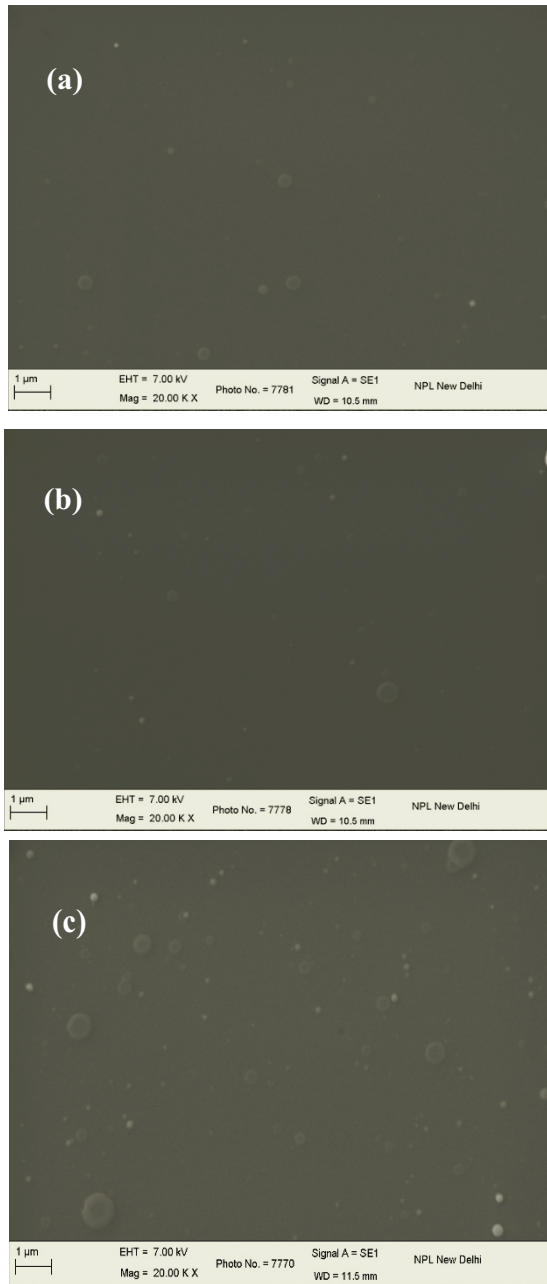 (a)
1 µm EHT = 7.00 kV Photo No. = 7781 Signal A = SE1 NPL New Delhi
Mag = 20.00 K X WD = 10.5 mm
(b)
1 µm EHT = 7.00 kV Photo No. = 7778 Signal A = SE1 NPL New Delhi
Mag = 20.00 K X WD = 10.5 mm
(c)
1 µm EHT = 7.00 kV Photo No. = 7770 Signal A = SE1 NPL New Delhi
Mag = 20.00 K X WD = 11.5 mm